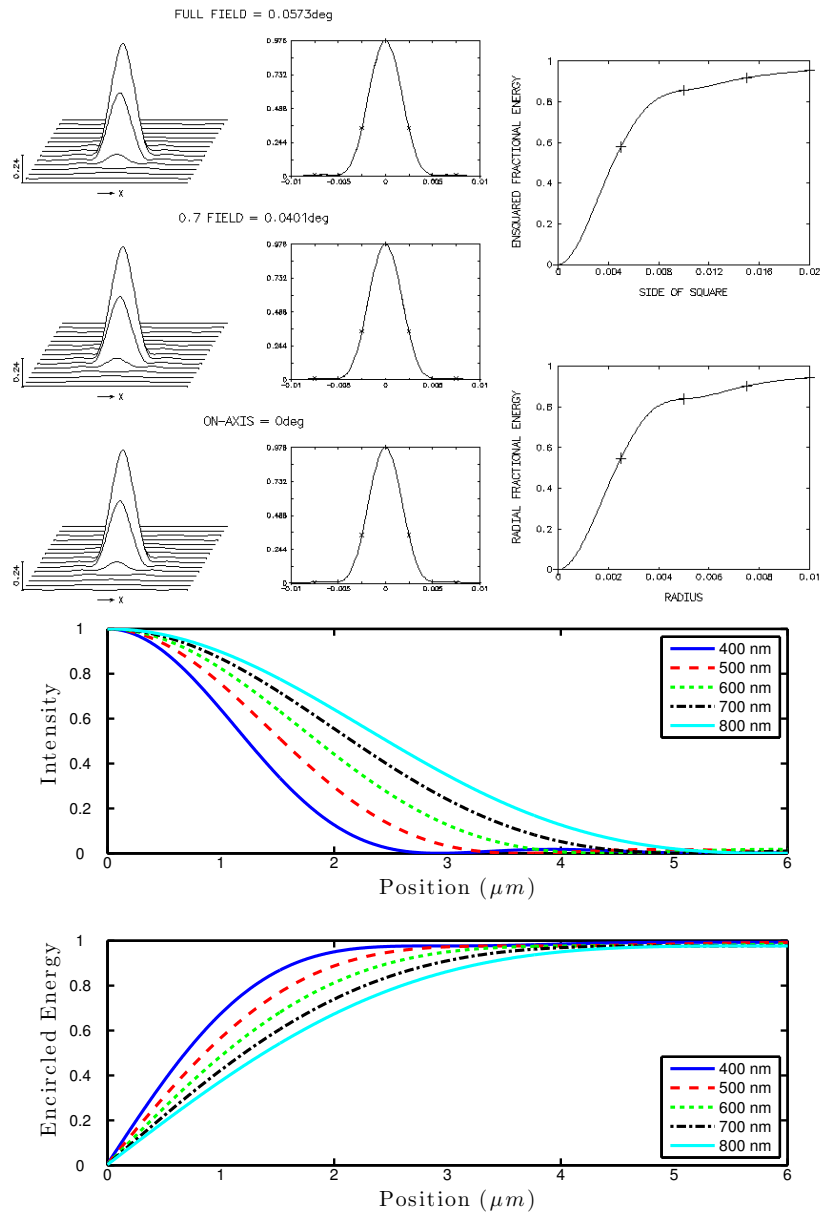 FULL FIELD = 0.0573deg
0.24
X
0.976
0.732
0.488
0.244
0
-0.01 -0.005 0 0.005 0.01
0.7 FIELD = 0.0401deg
0.24
X
0.976
0.732
0.488
0.244
0
-0.01 -0.005 0 0.005 0.01
ON-AXIS = 0deg
0.24
X
0.976
0.732
0.488
0.244
0
-0.01 -0.005 0 0.005 0.01
ENSQUARED FRACTIONAL ENERGY
1
0.8
0.6
0.4
0.2
0
0 0.004 0.008 0.012 0.016 0.02
SIDE OF SQUARE
RADIAL FRACTIONAL ENERGY
1
0.8
0.6
0.4
0.2
0
0 0.002 0.004 0.006 0.008 0.01
RADIUS
Intensity
1
0.8
0.6
0.4
0.2
0
0 1 2 3 4 5 6
Position (μm)
400 nm
500 nm
600 nm
700 nm
800 nm
Encircled Energy
1
0.8
0.6
0.4
0.2
0
0 1 2 3 4 5 6
Position (μm)
400 nm
500 nm
600 nm
700 nm
800 nm